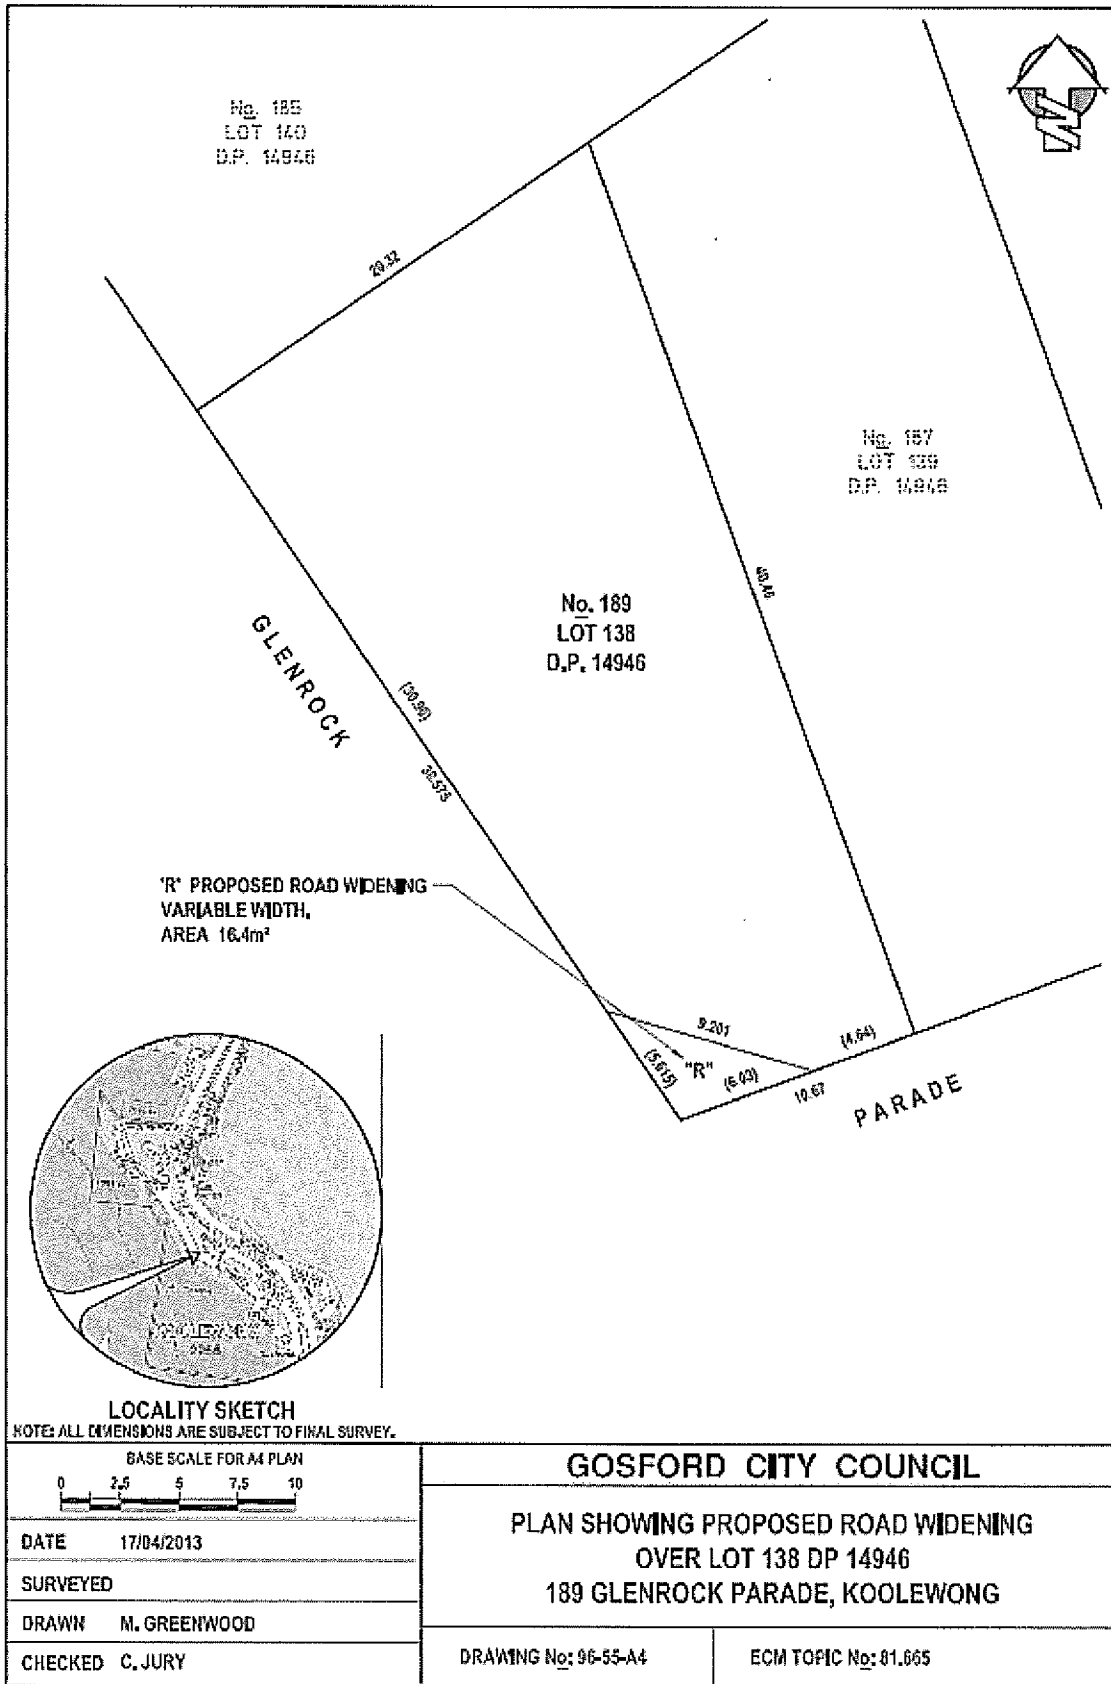 No. 185
LOT 140
D.P. 14946
N
No. 187
LOT 139
D.P. 14946
No. 189
LOT 138
D.P. 14946
40.46
GLENROCK
(30.96)
'R' PROPOSED ROAD WIDENING
VARIABLE WIDTH.
AREA 16.4m²
9.201
(5.615)
"R"
(6.03)
(4.64)
10.67
PARADE
LOCALITY SKETCH
NOTE: ALL DIMENSIONS ARE SUBJECT TO FINAL SURVEY.
BASE SCALE FOR A4 PLAN
0 2.5 5 7.5 10
DATE 17/04/2013
SURVEYED
DRAWN M. GREENWOOD
CHECKED C. JURY
GOSFORD CITY COUNCIL
PLAN SHOWING PROPOSED ROAD WIDENING
OVER LOT 138 DP 14946
189 GLENROCK PARADE, KOOLEWONG
DRAWING No: 96-55-A4
ECM TOPIC No: 81.665